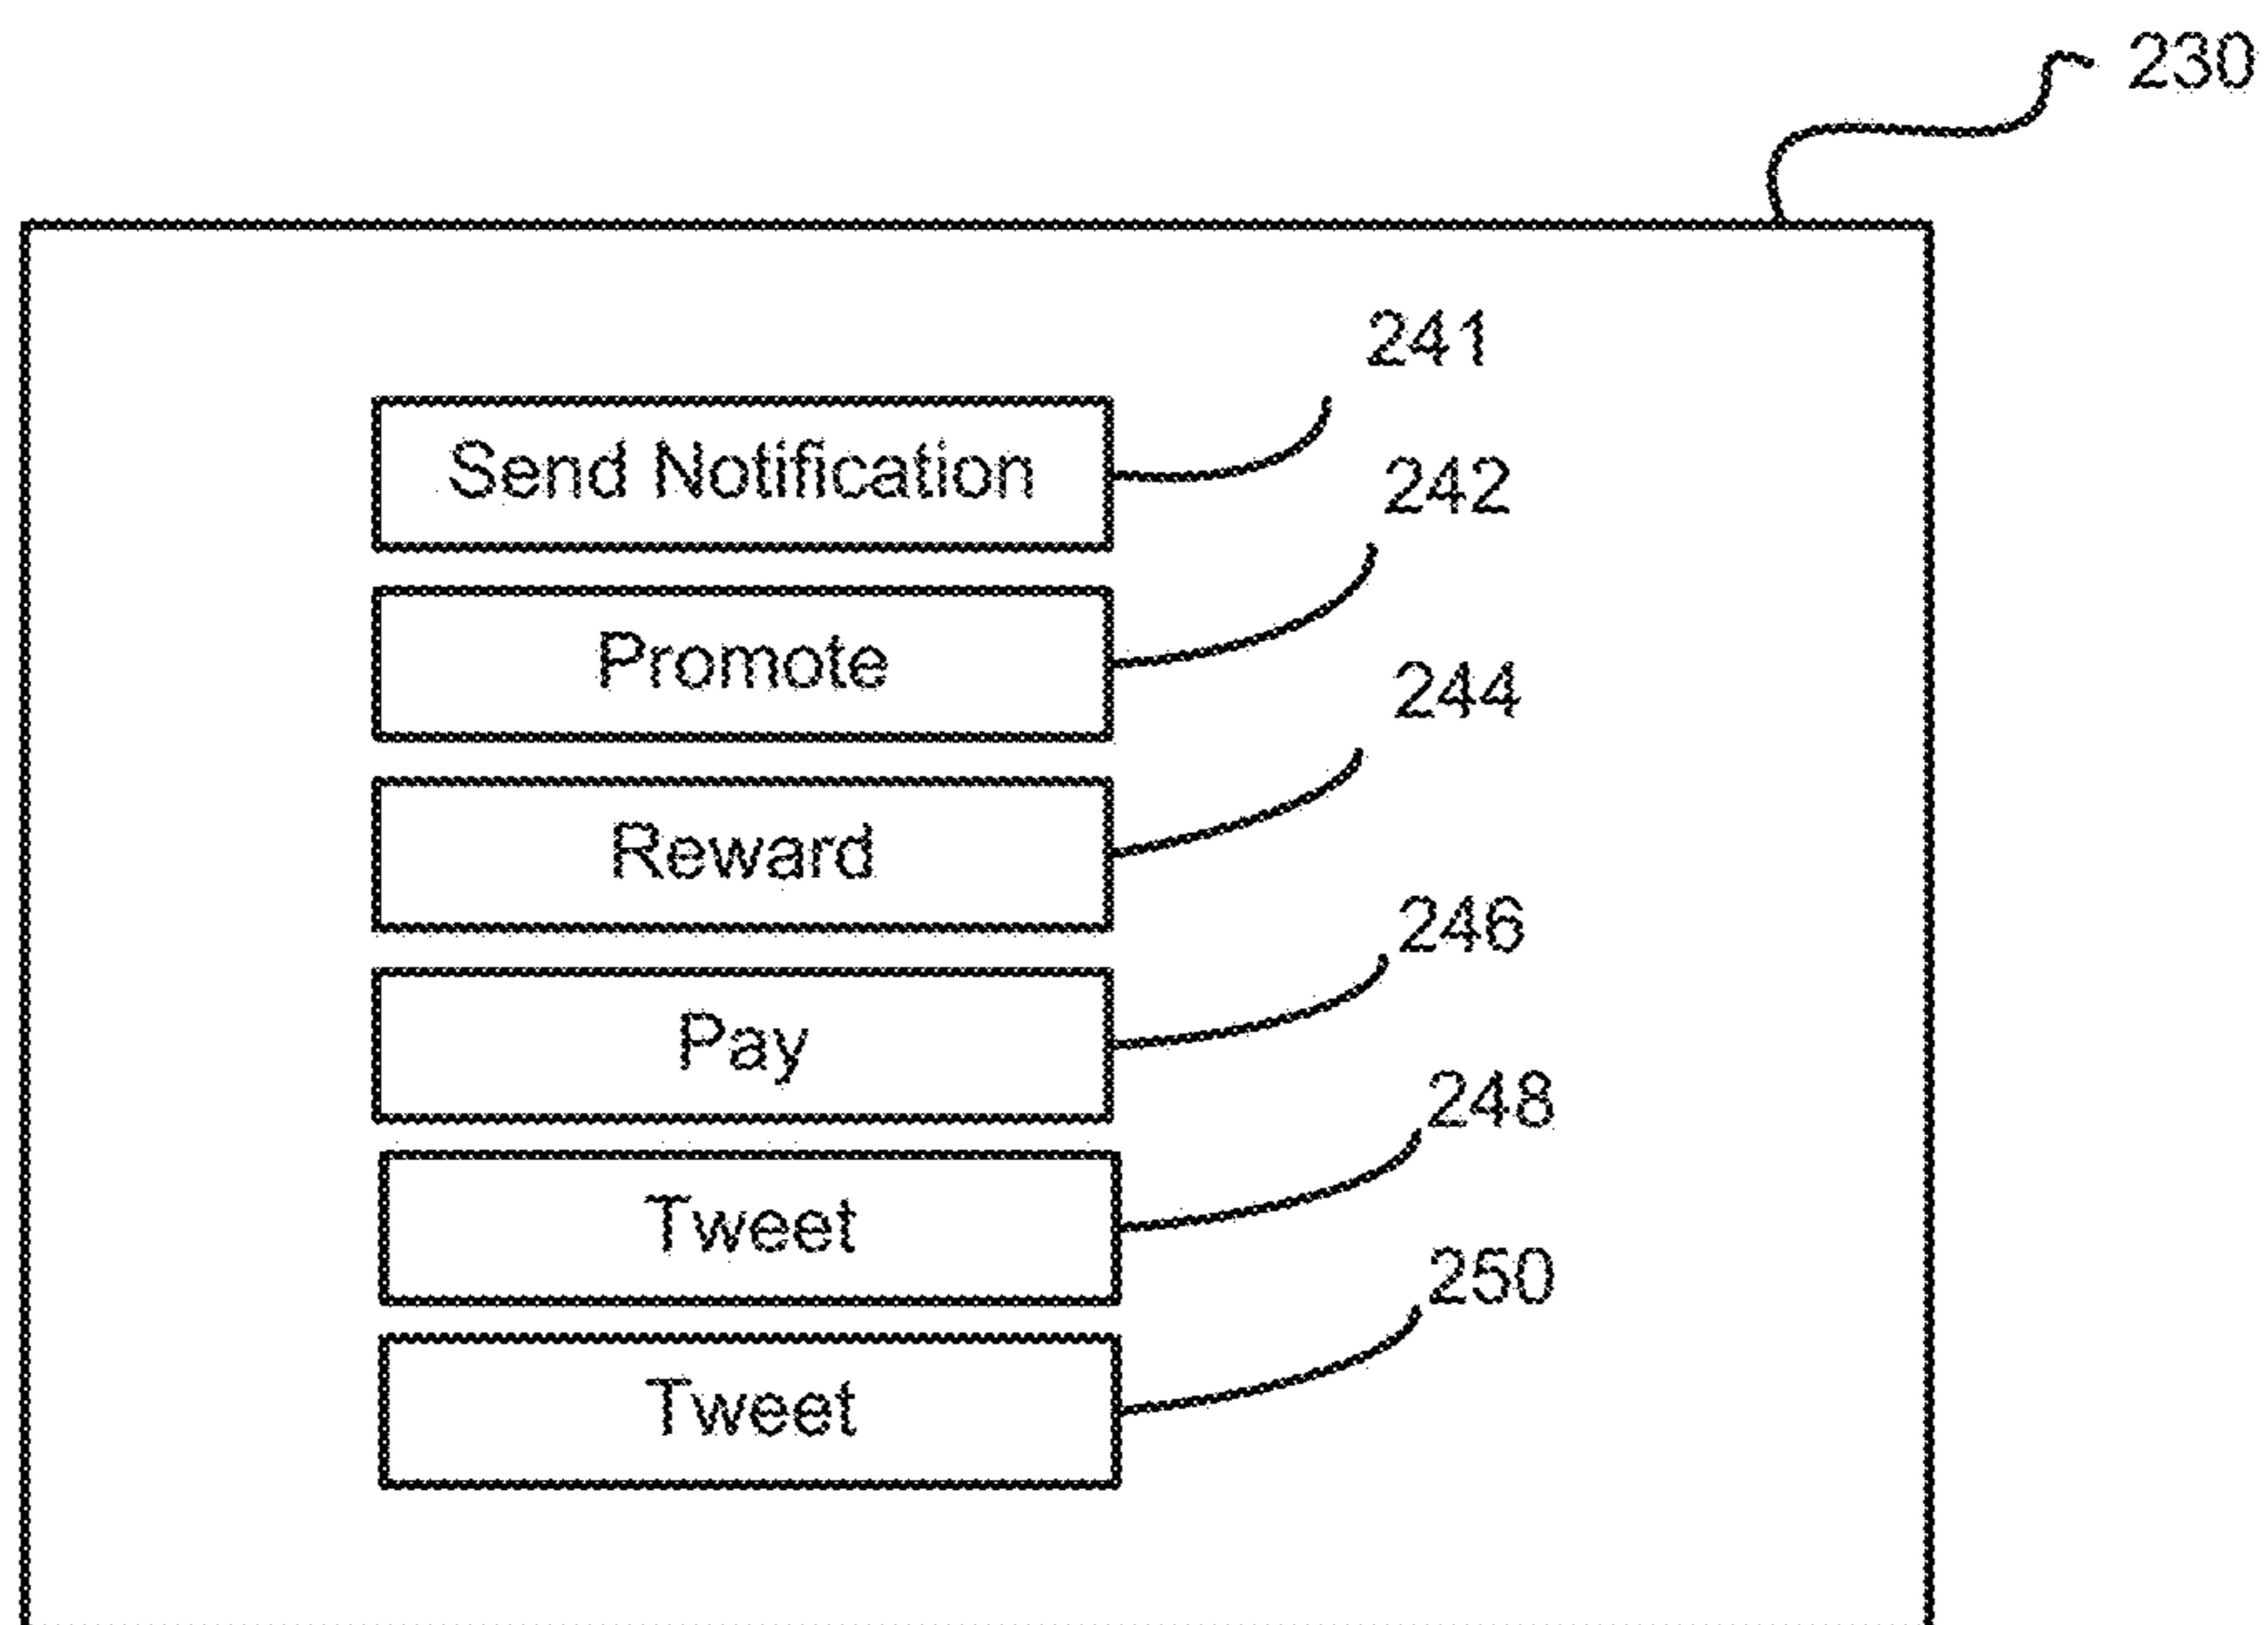 230
241
Send Notification
242
Promote
244
Reward
246
Pay
248
Tweet
250
Tweet